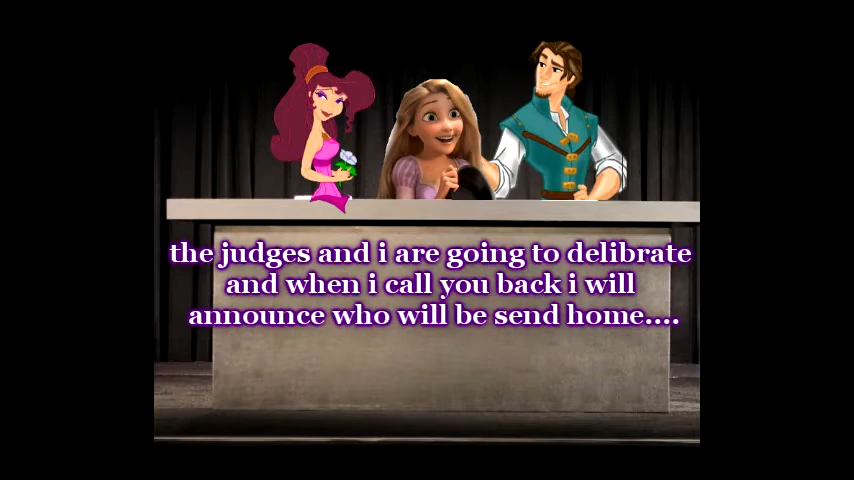 the judges and i are going to delibrate
and when i call you back i will
announce who will be send home....